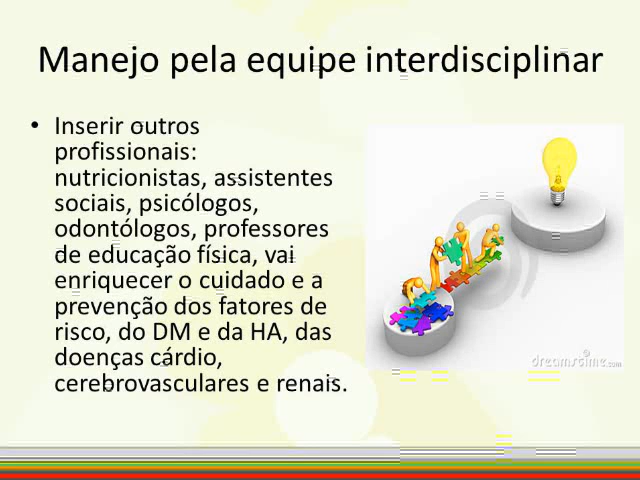 Manejo pela equipe interdisciplinar
• Inserir outros
profissionais:
nutricionistas, assistentes
sociais, psicólogos,
odontólogos, professores
de educação física, vai
enriquecer o cuidado e a
prevenção dos fatores de
risco, do DM e da HA, das
doenças cárdio,
cerebrovasculares e renais.
dreamstime.com